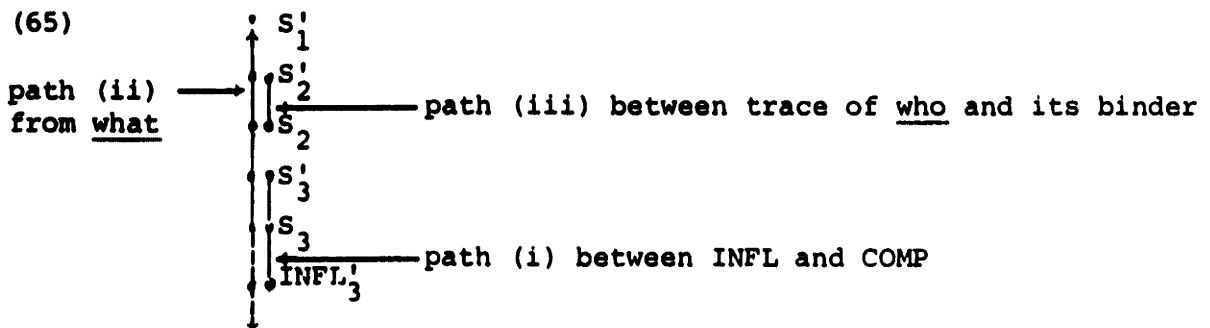 (65)
S'1
path (ii)
from what
S'2
path (iii) between trace of who and its binder
S2
S'3
S3
path (i) between INFL and COMP
INFL'3